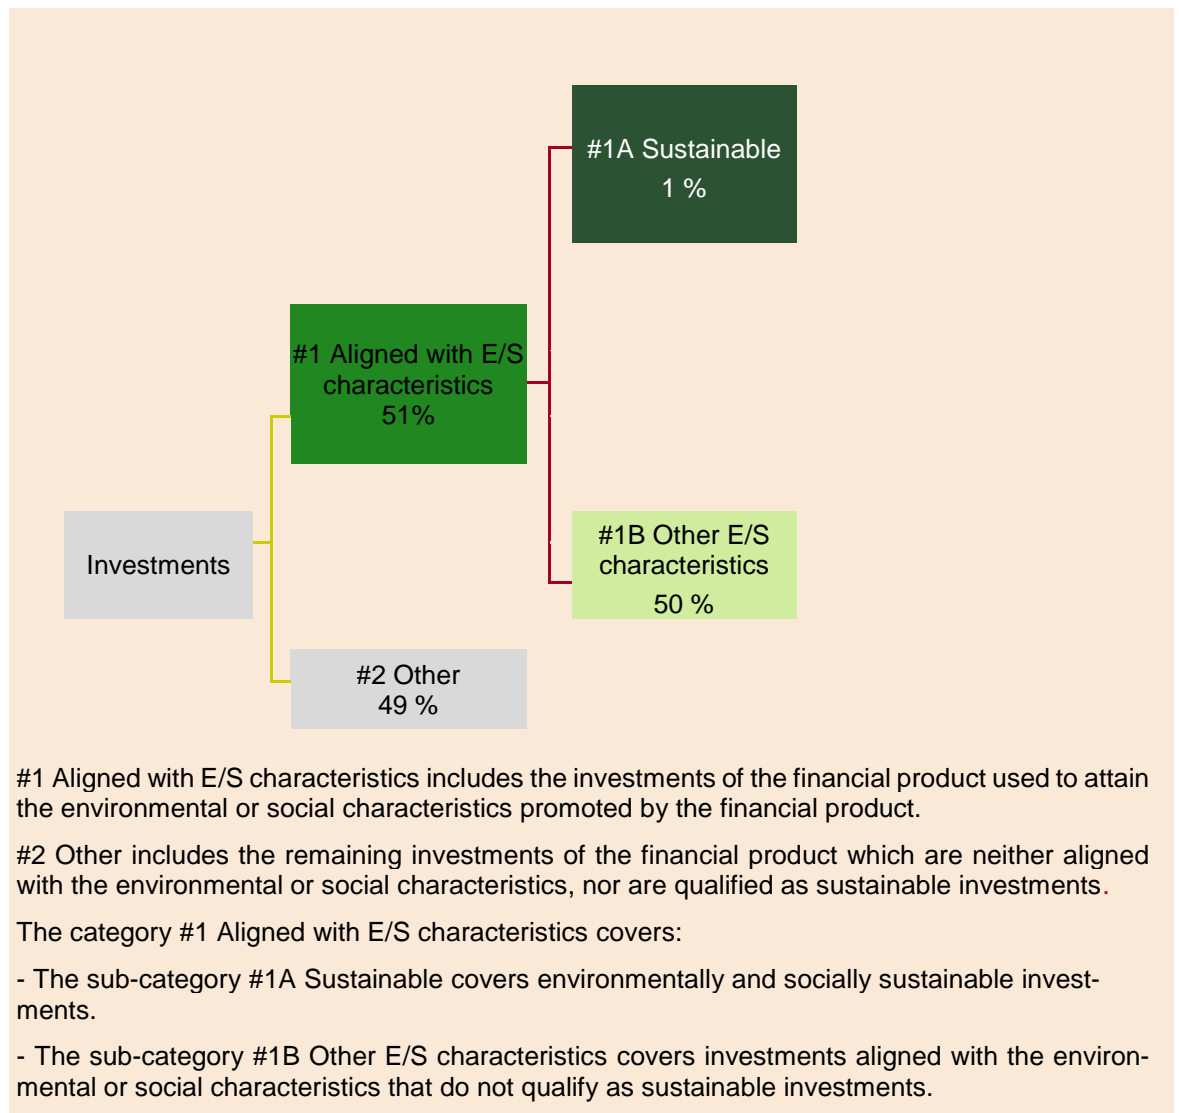 #1A Sustainable
1 %
#1 Aligned with E/S
characteristics
51%
Investments
#1B Other E/S
characteristics
50 %
#2 Other
49 %
#1 Aligned with E/S characteristics includes the investments of the financial product used to attain
the environmental or social characteristics promoted by the financial product.
#2 Other includes the remaining investments of the financial product which are neither aligned
with the environmental or social characteristics, nor are qualified as sustainable investments.
The category #1 Aligned with E/S characteristics covers:
- The sub-category #1A Sustainable covers environmentally and socially sustainable invest-
ments.
- The sub-category #1B Other E/S characteristics covers investments aligned with the environ-
mental or social characteristics that do not qualify as sustainable investments.